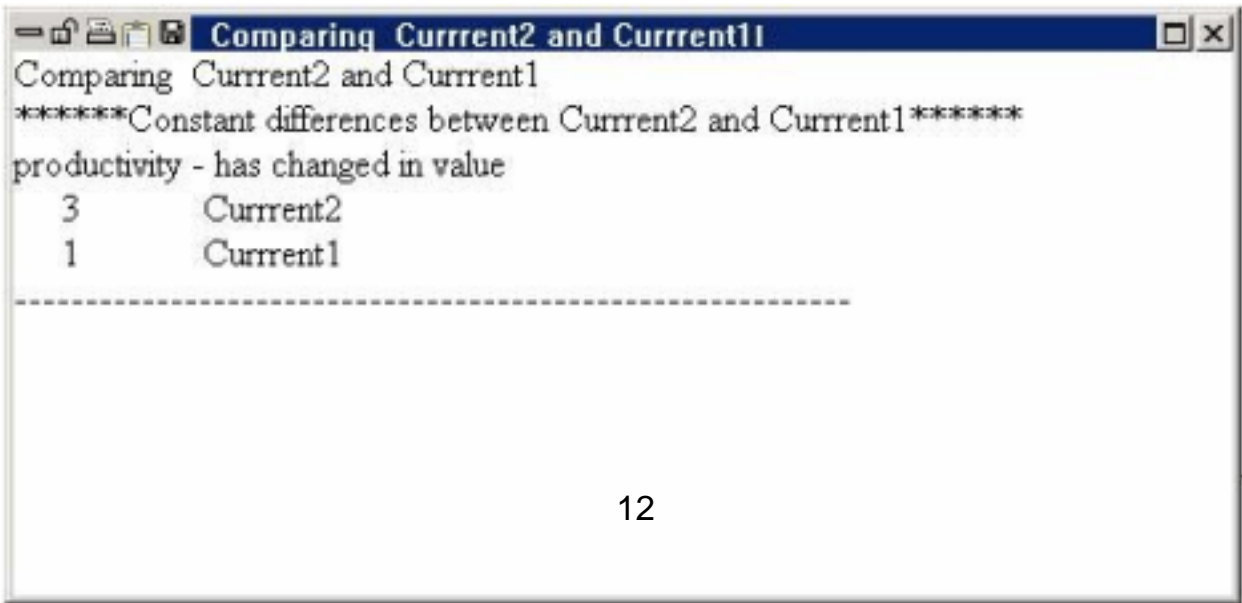 Comparing Currrent2 and Currrent1l
Comparing Currrent2 and Currrent1
******Constant differences between Currrent2 and Currrent1******
productivity - has changed in value
3 Currrent2
1 Currrent1
-----------------------------------------------------------
12